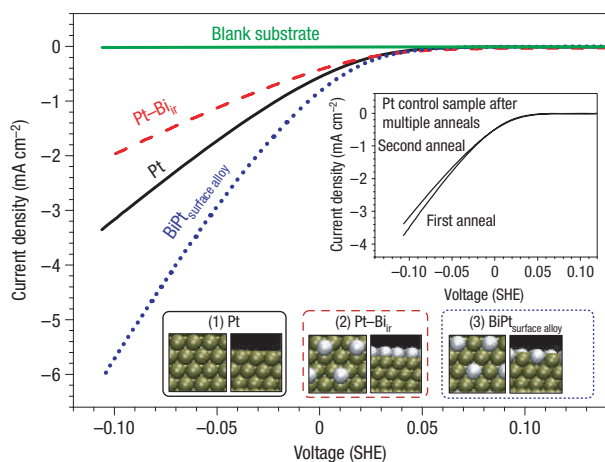 Blank substrate
Pt–Bi_ir
Pt
BiPt_surface alloy
Current density (mA cm⁻²)
0
−1
−2
−3
−4
−5
−6
−0.10 −0.05 0 0.05 0.10
Voltage (SHE)
Pt control sample after
multiple anneals
Second anneal
First anneal
Current density (mA cm⁻²)
0
−1
−2
−3
−4
−0.10 −0.05 0 0.05 0.10
Voltage (SHE)
(1) Pt
(2) Pt–Bi_ir
(3) BiPt_surface alloy